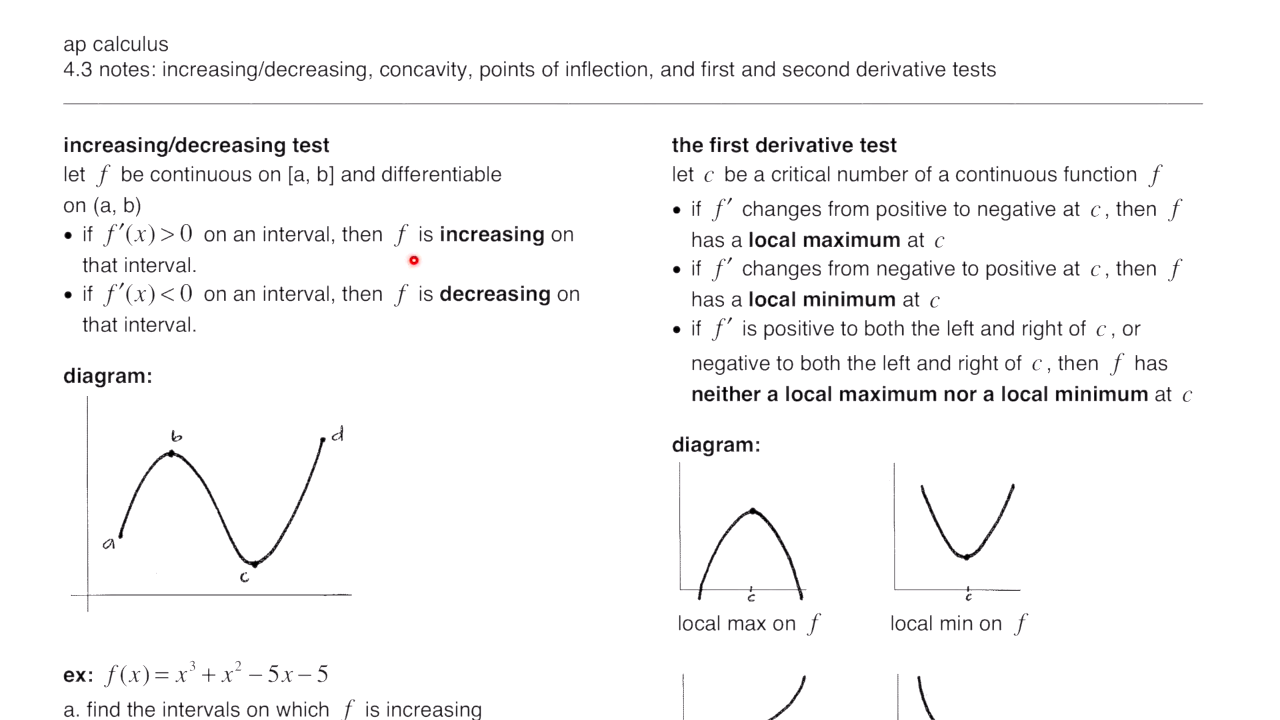 ap calculus
4.3 notes: increasing/decreasing, concavity, points of inflection, and first and second derivative tests
increasing/decreasing test
let f be continuous on [a, b] and differentiable
on (a, b)
• if f′(x) > 0 on an interval, then f is increasing on
that interval.
• if f′(x) < 0 on an interval, then f is decreasing on
that interval.
diagram:
b
d
a
c
ex: f(x) = x³ + x² − 5x − 5
a. find the intervals on which f is increasing
the first derivative test
let c be a critical number of a continuous function f
• if f′ changes from positive to negative at c, then f
has a local maximum at c
• if f′ changes from negative to positive at c, then f
has a local minimum at c
• if f′ is positive to both the left and right of c, or
negative to both the left and right of c, then f has
neither a local maximum nor a local minimum at c
diagram:
c
c
local max on f
local min on f